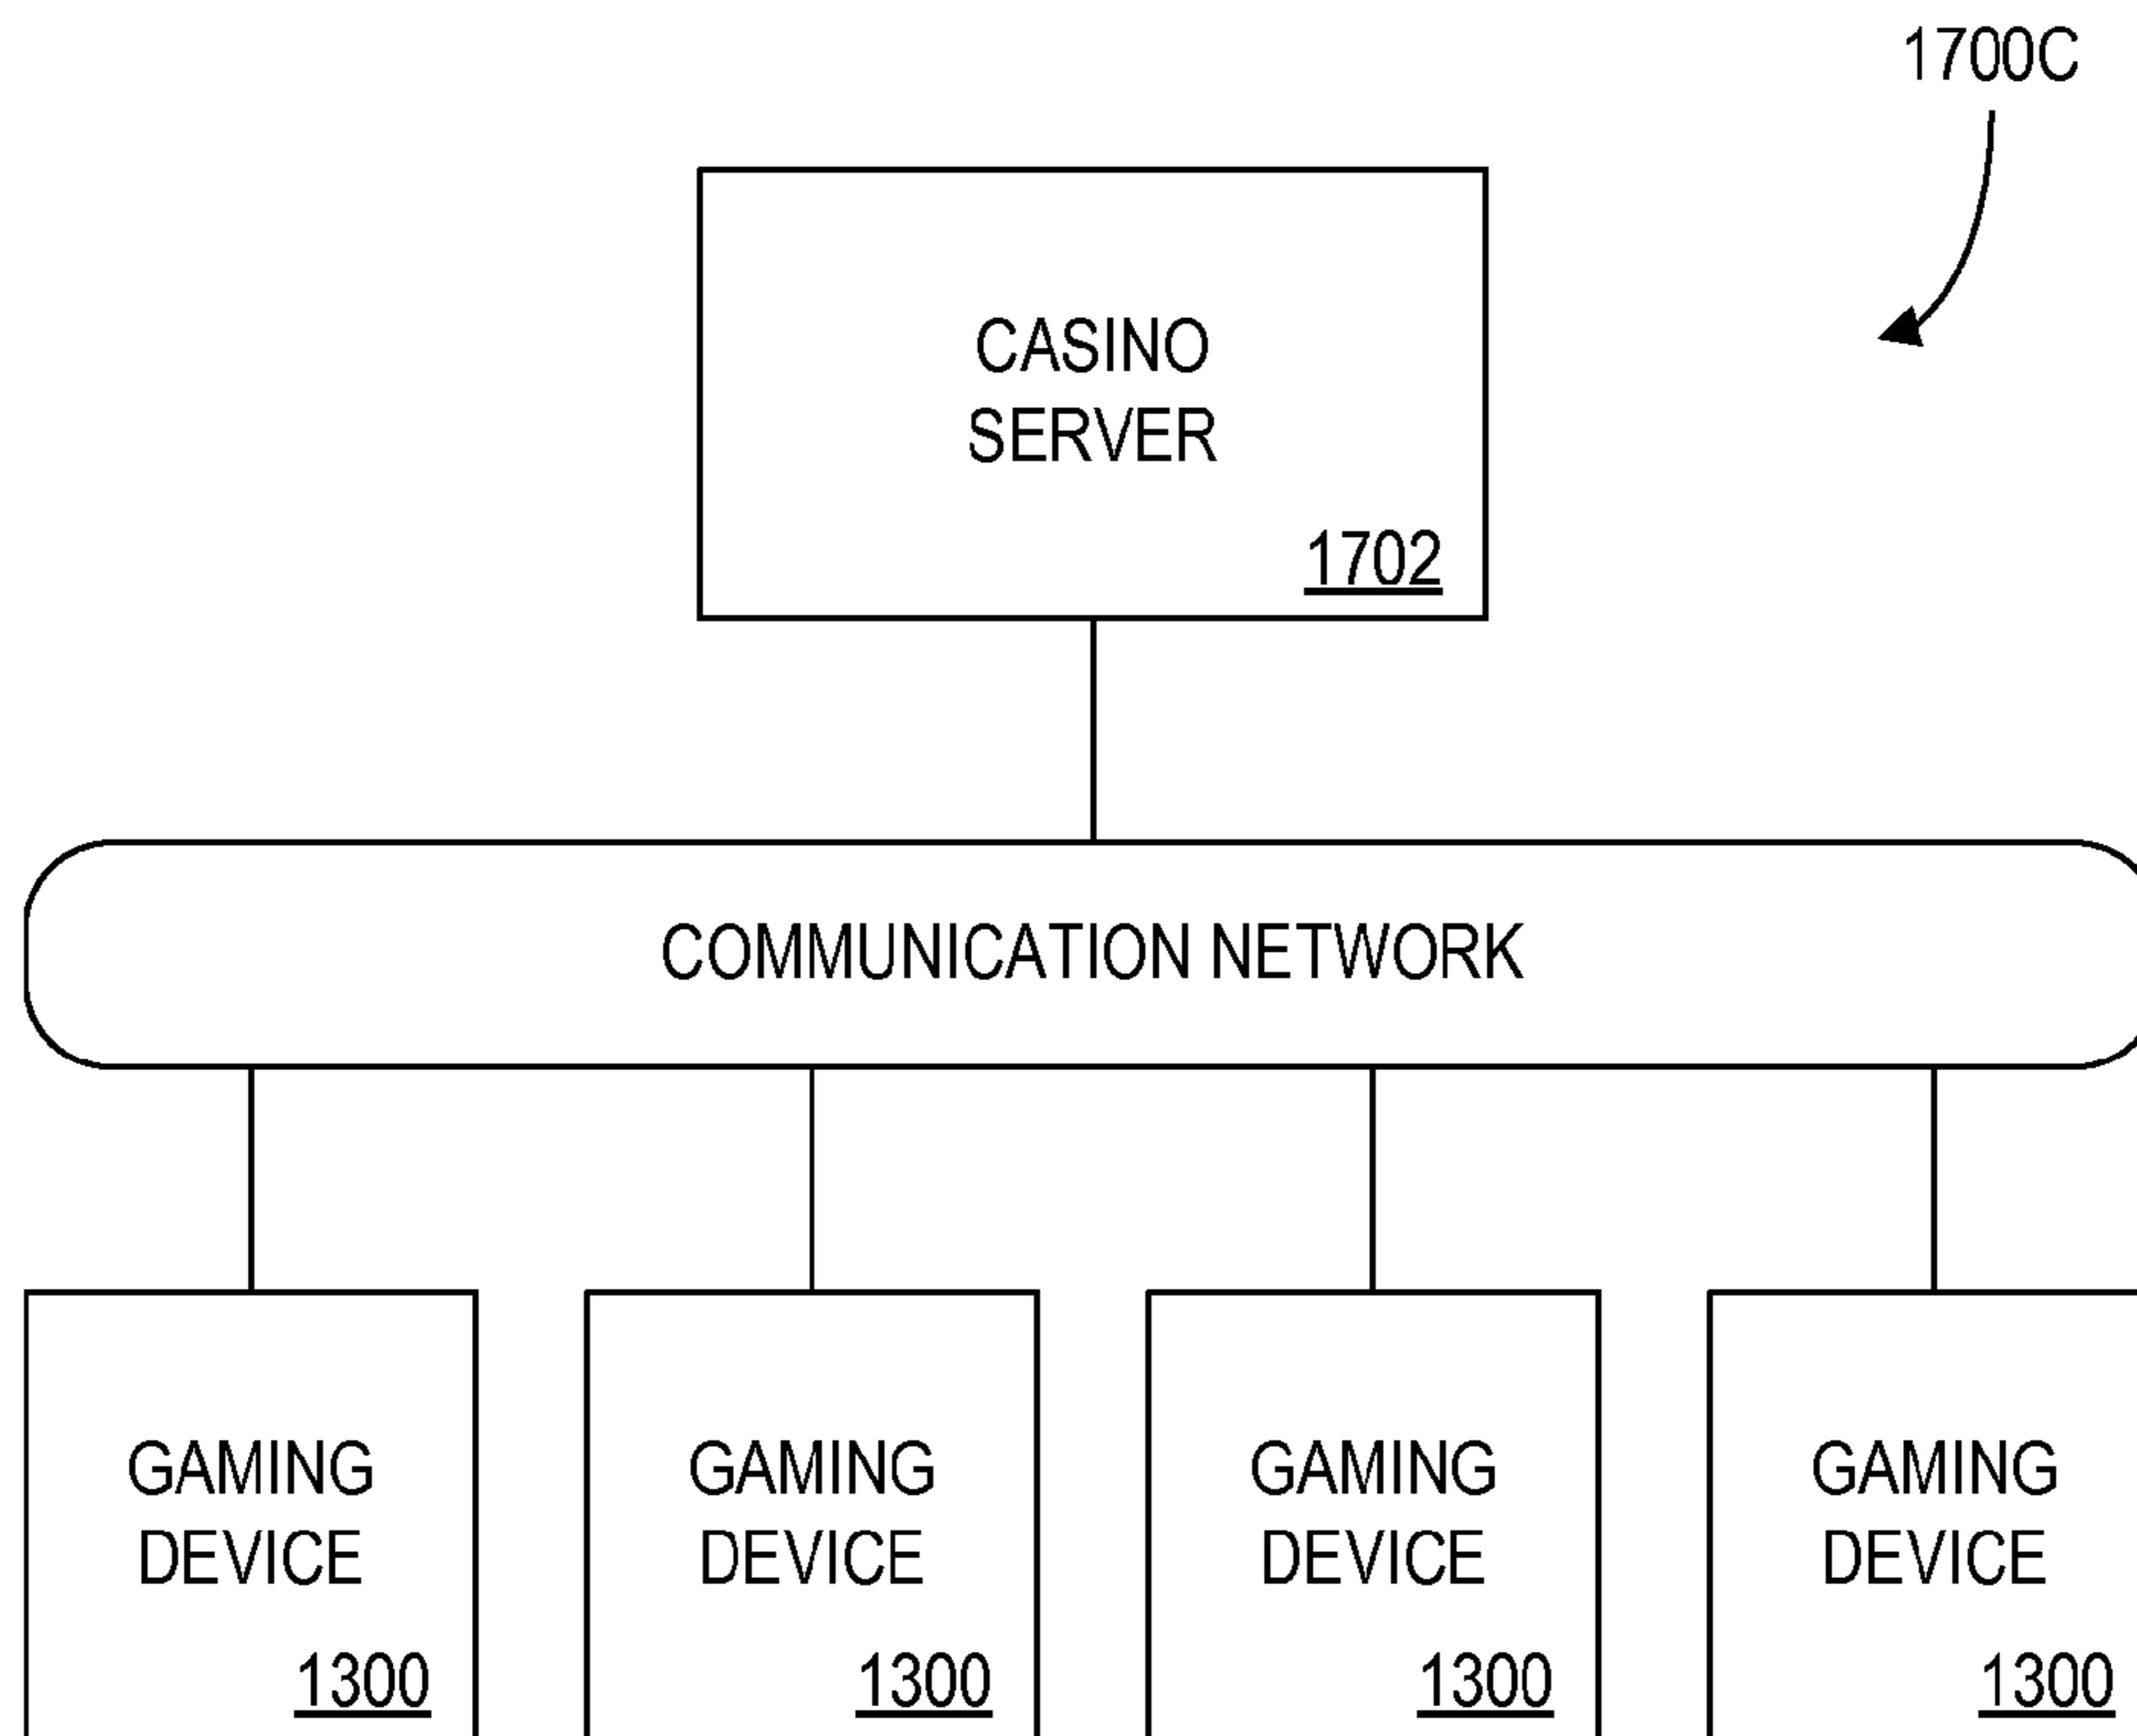 1700C
CASINO
SERVER
1702
COMMUNICATION NETWORK
GAMING
DEVICE
1300
GAMING
DEVICE
1300
GAMING
DEVICE
1300
GAMING
DEVICE
1300